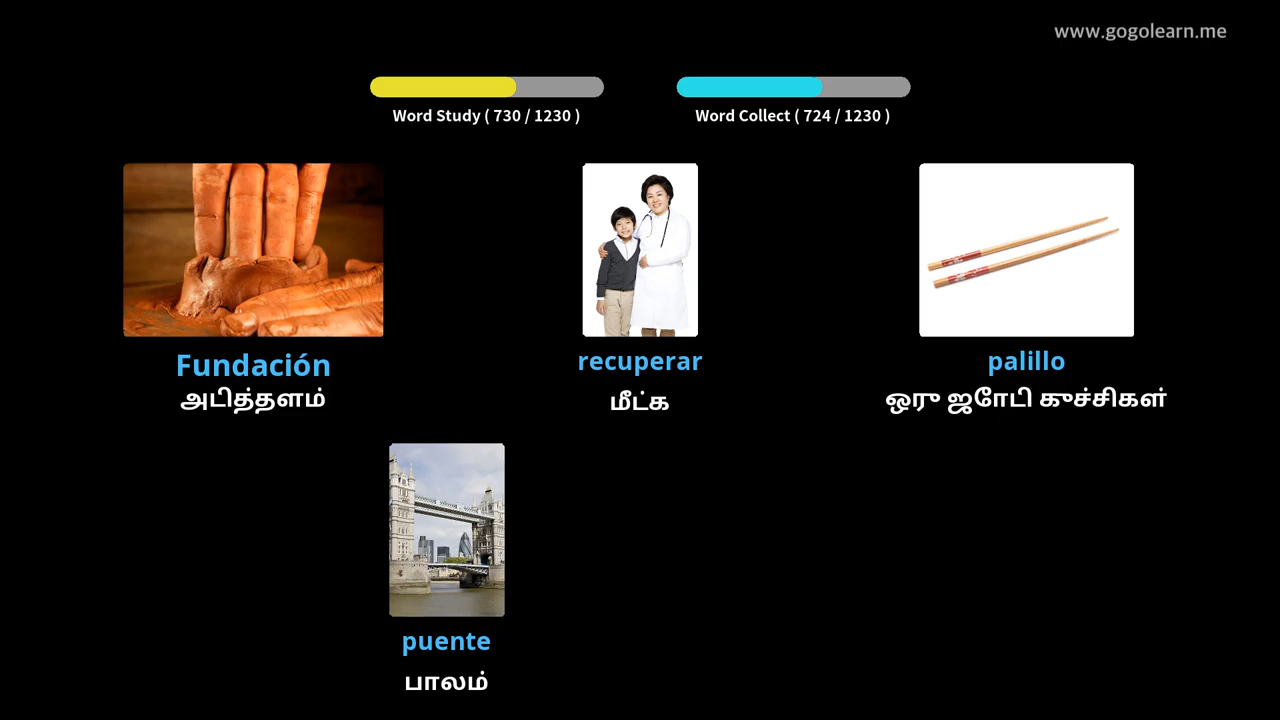 www.gogolearn.me
Word Study ( 730 / 1230 )
Word Collect ( 724 / 1230 )
Fundación
அபித்தளம்
recuperar
மீட்க
palillo
ஒரு ஜோபி குச்சிகள்
puente
பாலம்